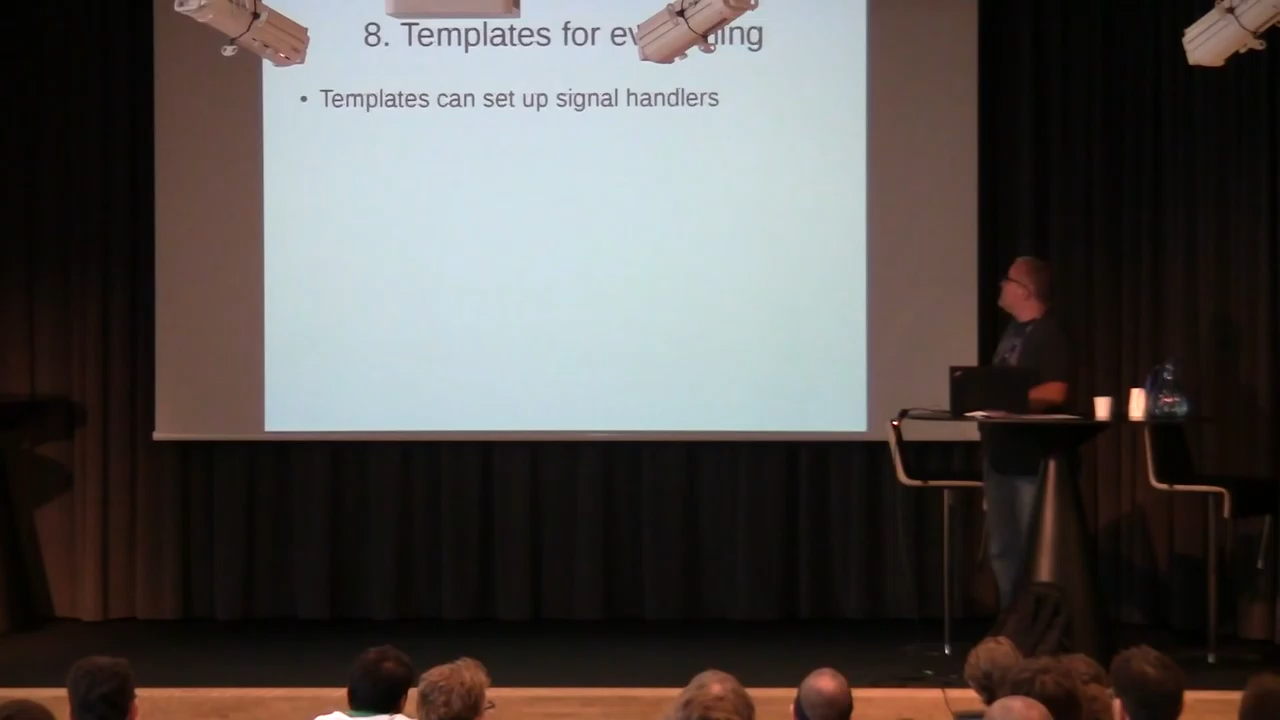 8. Templates for
• Templates can set up signal handlers